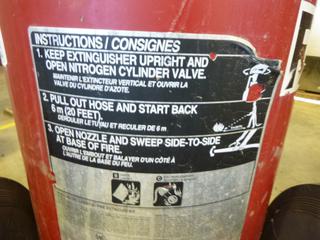 INSTRUCTIONS / CONSIGNES
1. KEEP EXTINGUISHER UPRIGHT AND
OPEN NITROGEN CYLINDER VALVE.
MAINTENIR L'EXTINCTEUR VERTICAL ET OUVRIR LA
VALVE DU CYLINDRE D'AZOTE.
2. PULL OUT HOSE AND START BACK
6 m (20 FEET).
DEROULER LE TUYAU ET RECULER DE 6 m
3. OPEN NOZZLE AND SWEEP SIDE-TO-SIDE
AT BASE OF FIRE.
OUVRIR L'EMBOUT ET BALAYER D'UN CÔTÉ À
L'AUTRE DE LA BASE DU FEU.
B
C